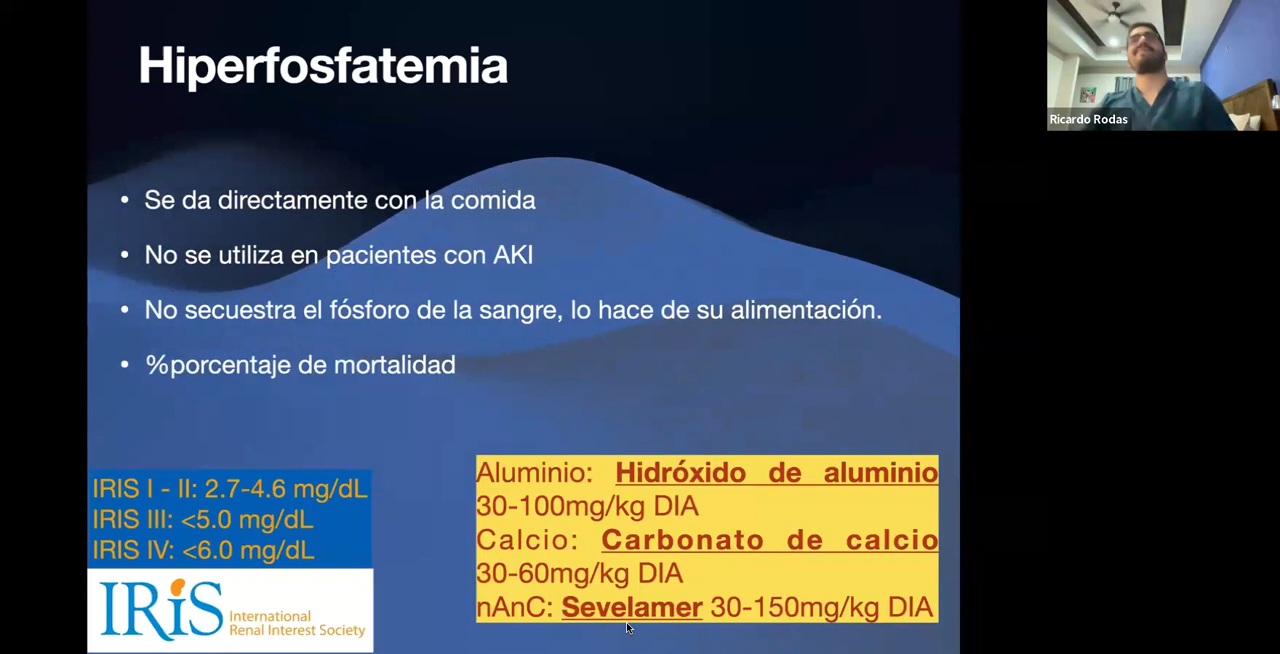 Hiperfosfatemia
Ricardo Rodas
• Se da directamente con la comida
• No se utiliza en pacientes con AKI
• No secuestra el fósforo de la sangre, lo hace de su alimentación.
• %porcentaje de mortalidad
IRIS I - II: 2.7-4.6 mg/dL
IRIS III: <5.0 mg/dL
IRIS IV: <6.0 mg/dL
IRIS International
Renal Interest Society
Aluminio: Hidróxido de aluminio
30-100mg/kg DIA
Calcio: Carbonato de calcio
30-60mg/kg DIA
nAnC: Sevelamer 30-150mg/kg DIA